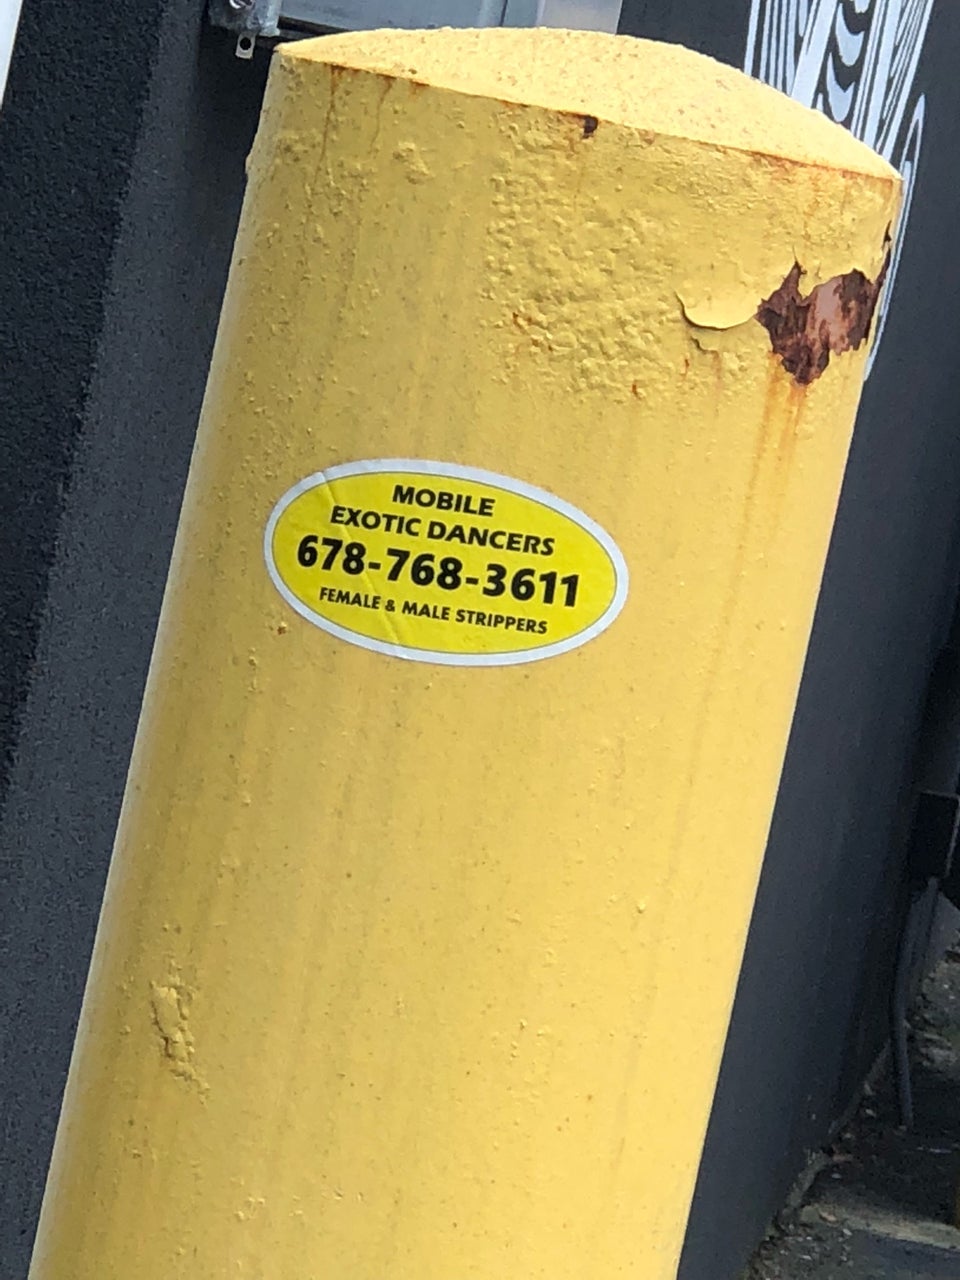 MOBILE
EXOTIC DANCERS
678-768-3611
FEMALE & MALE STRIPPERS